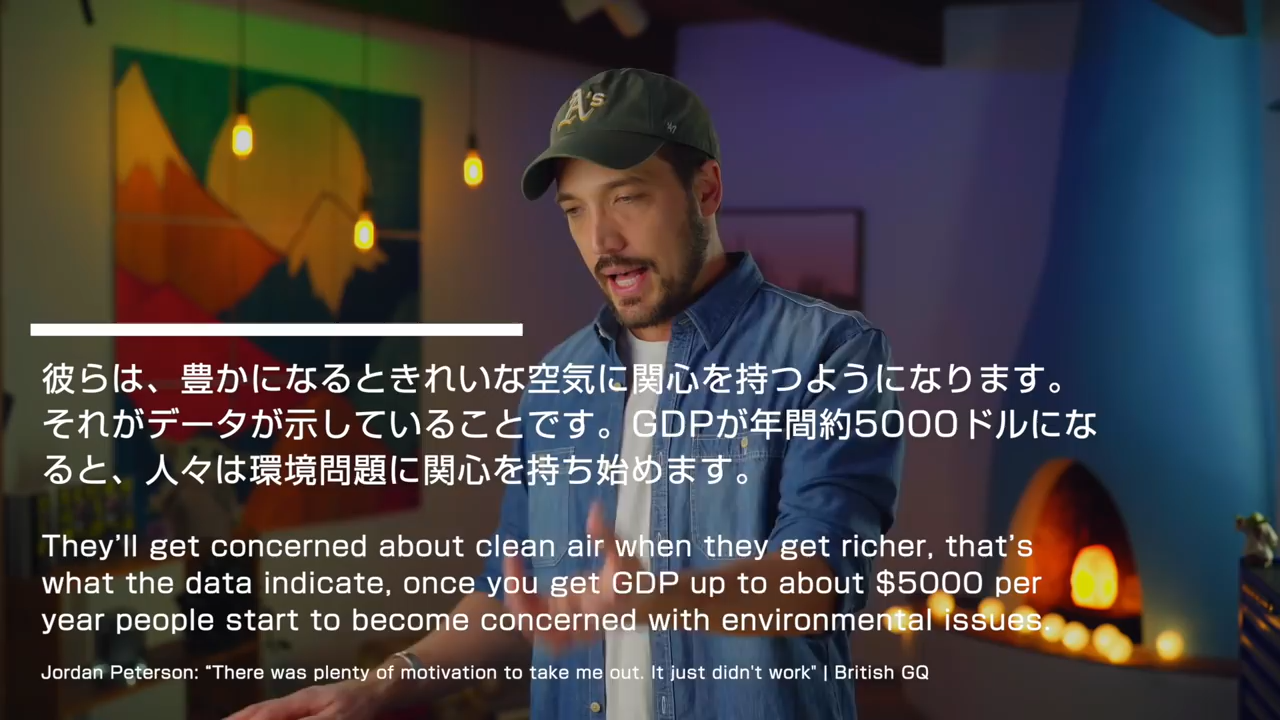 A's
47
彼らは、豊かになるときれいな空気に関心を持つようになります。
それがデータが示していることです。GDPが年間約5000ドルにな
ると、人々は環境問題に関心を持ち始めます。
They’ll get concerned about clean air when they get richer, that’s
what the data indicate, once you get GDP up to about $5000 per
year people start to become concerned with environmental issues.
Jordan Peterson: “There was plenty of motivation to take me out. It just didn't work" | British GQ